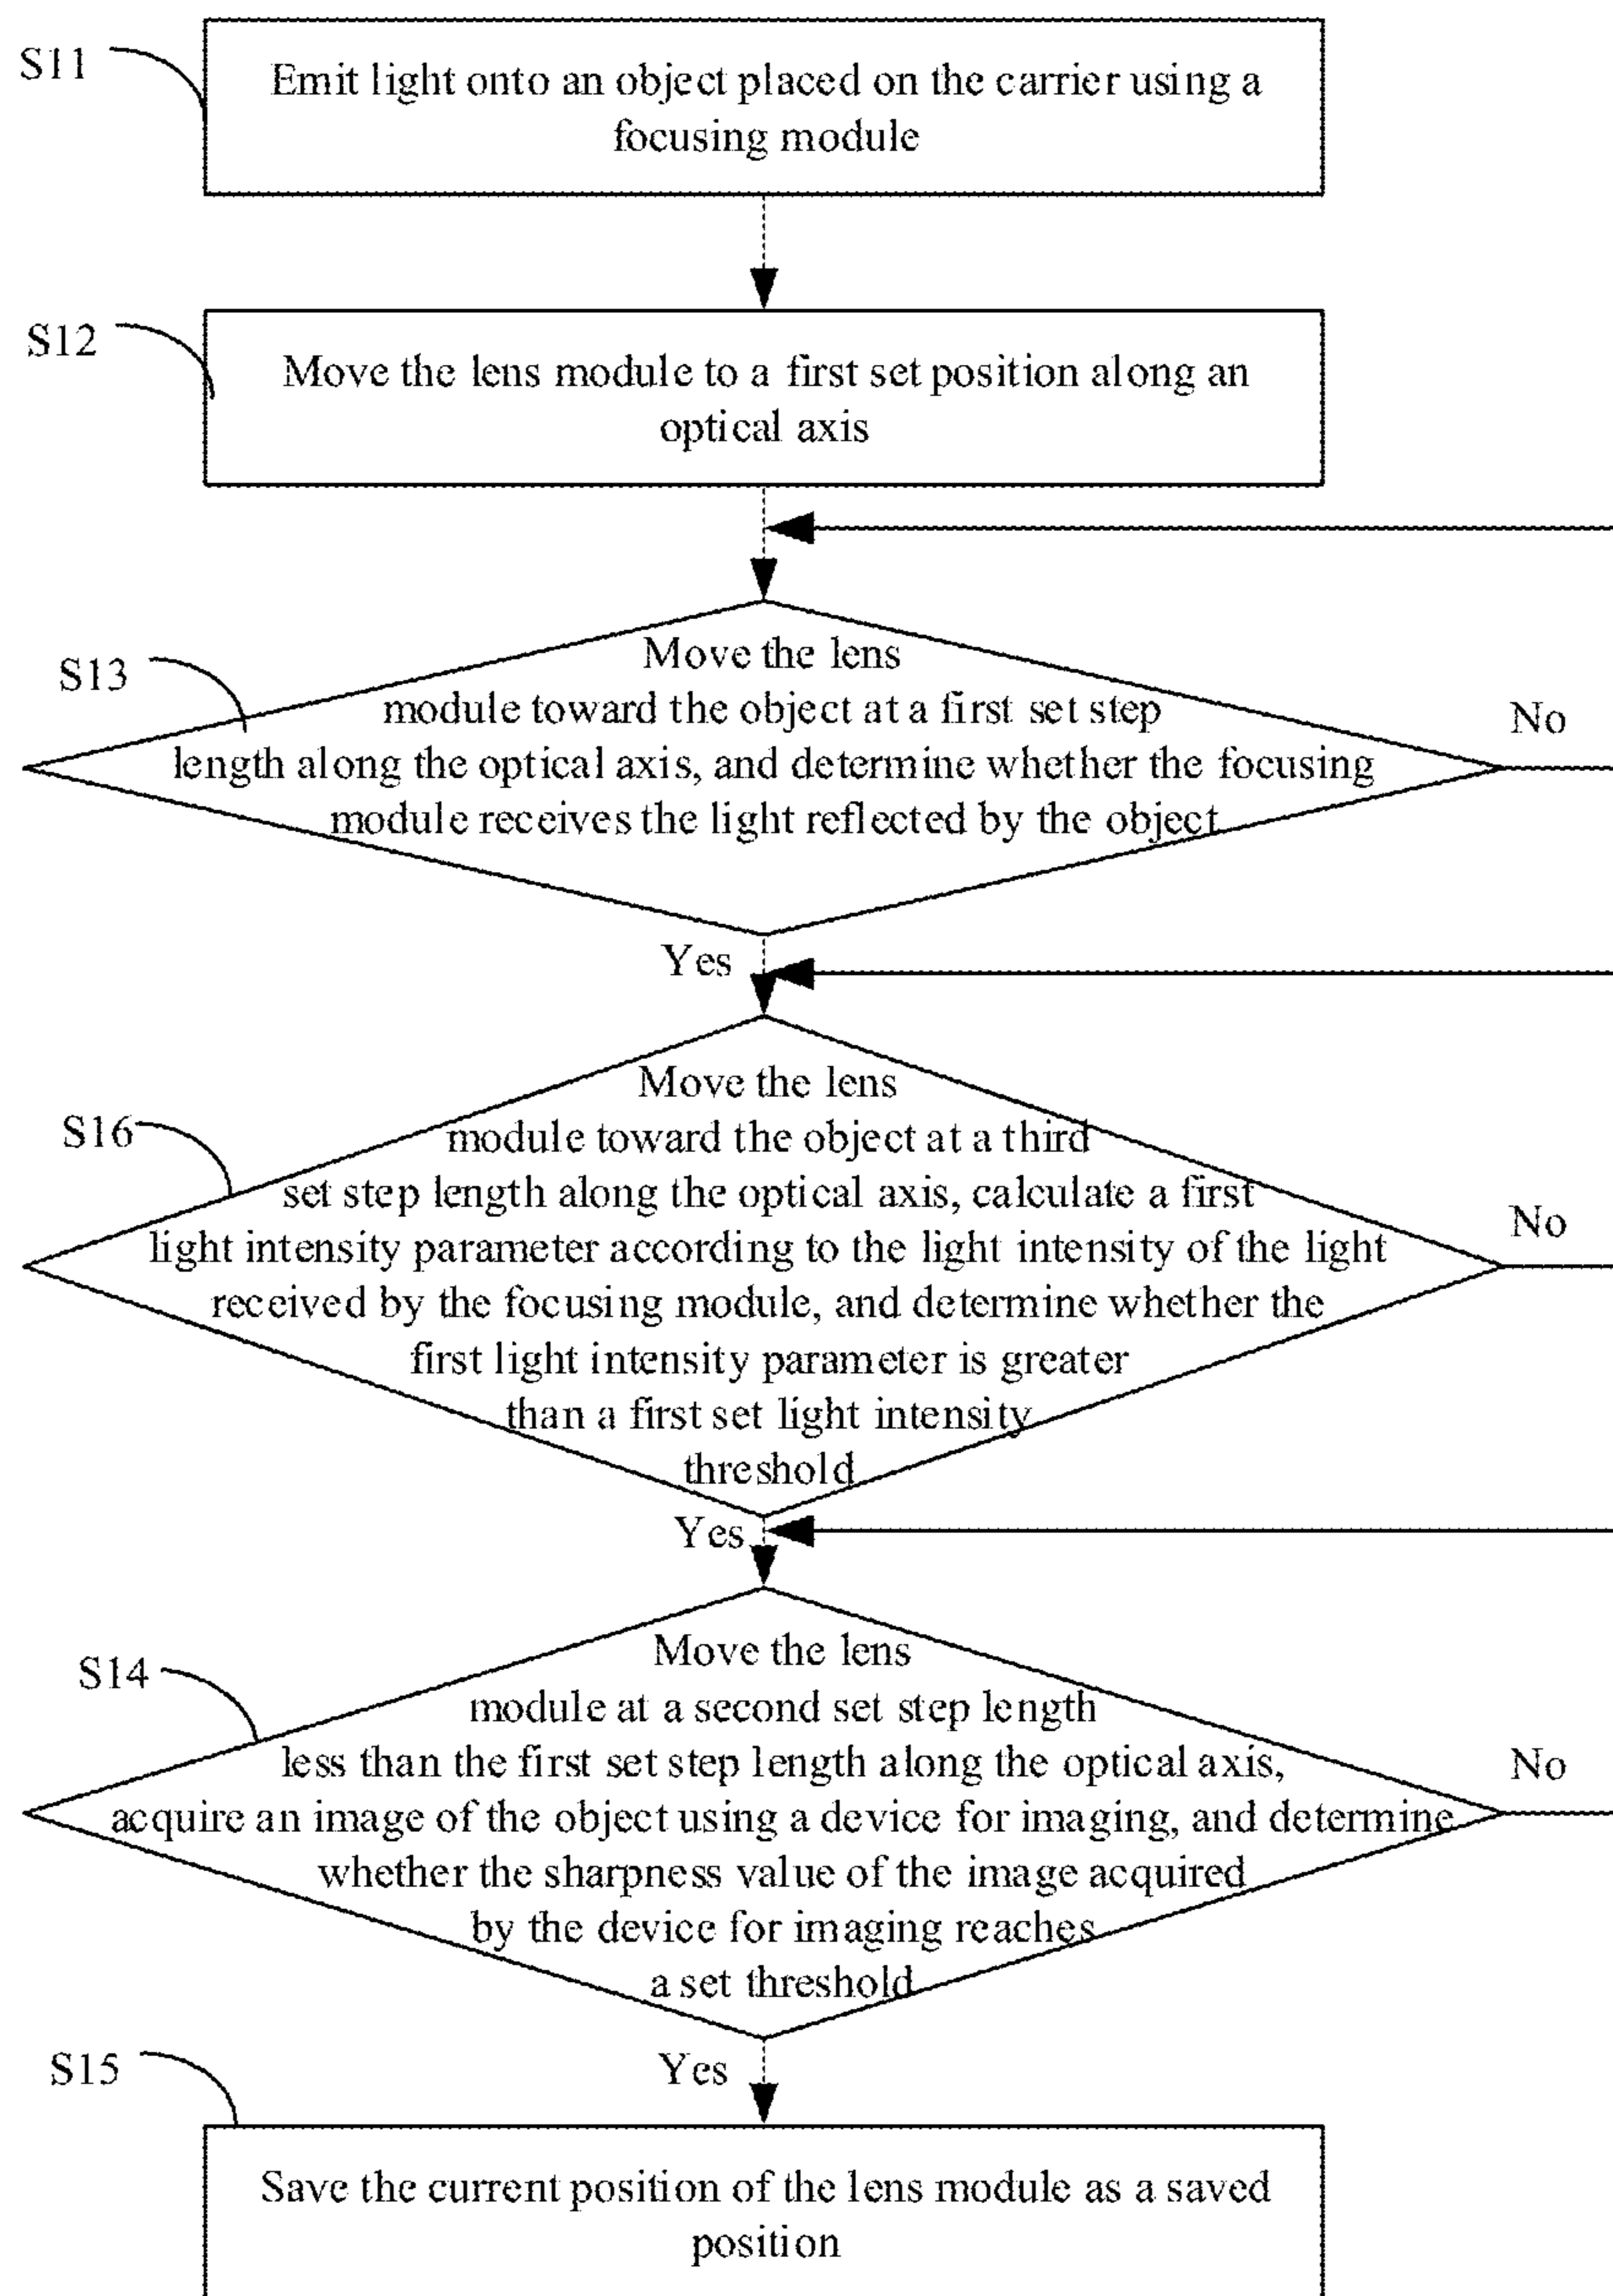 S11
Emit light onto an object placed on the carrier using a
focusing module
S12
Move the lens module to a first set position along an
optical axis
S13
Move the lens
module toward the object at a first set step
length along the optical axis, and determine whether the focusing
module receives the light reflected by the object
No
Yes
S16
Move the lens
module toward the object at a third
set step length along the optical axis, calculate a first
light intensity parameter according to the light intensity of the light
received by the focusing module, and determine whether the
first light intensity parameter is greater
than a first set light intensity
threshold
No
Yes
S14
Move the lens
module at a second set step length
less than the first set step length along the optical axis,
acquire an image of the object using a device for imaging, and determine
whether the sharpness value of the image acquired
by the device for imaging reaches
a set threshold
No
Yes
S15
Save the current position of the lens module as a saved
position